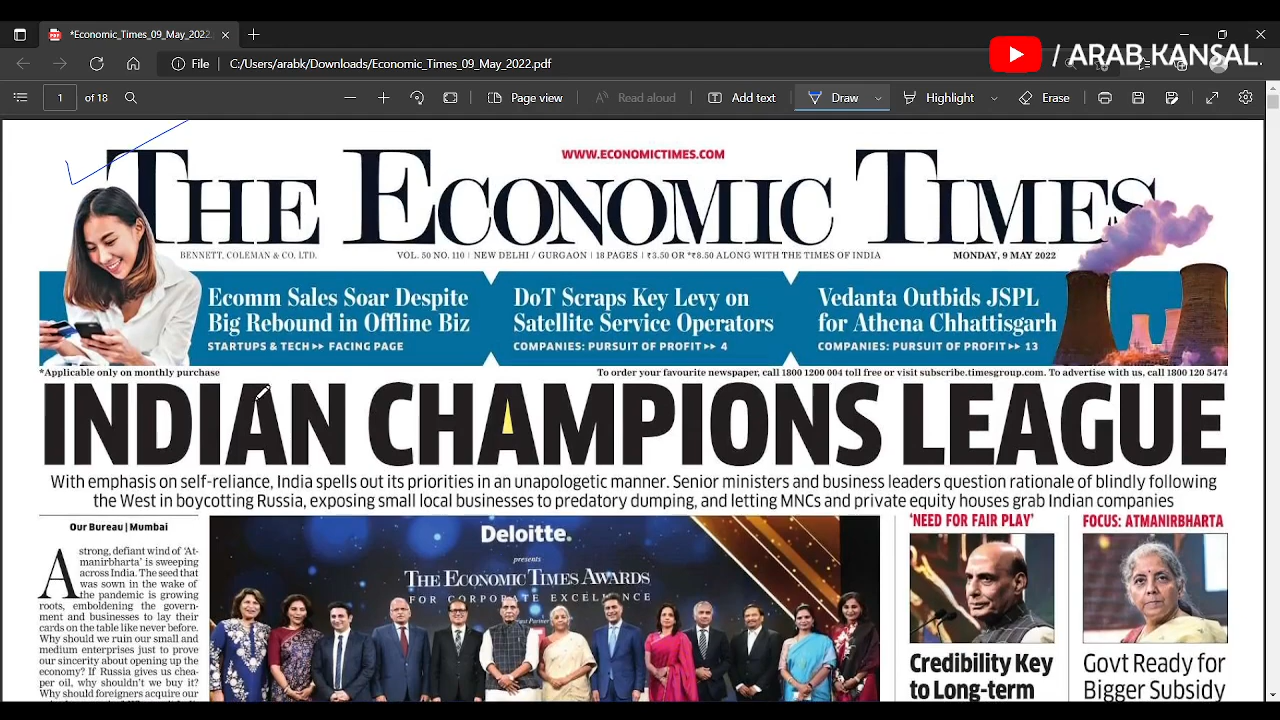 *Economic_Times_09_May_2022.
/ ARAB KANSAL.
File C:/Users/arabk/Downloads/Economic_Times_09_May_2022.pdf
1 of 18 Page view Read aloud Add text Draw Highlight Erase
WWW.ECONOMICTIMES.COM
THE ECONOMIC TIMES
BENNETT, COLEMAN & CO. LTD. VOL. 50 NO. 110 | NEW DELHI / GURGAON | 18 PAGES | ₹3.50 OR *₹8.50 ALONG WITH THE TIMES OF INDIA MONDAY, 9 MAY 2022
Ecomm Sales Soar Despite
Big Rebound in Offline Biz
STARTUPS & TECH ▸▸ FACING PAGE
DoT Scraps Key Levy on
Satellite Service Operators
COMPANIES: PURSUIT OF PROFIT ▸▸ 4
Vedanta Outbids JSPL
for Athena Chhattisgarh
COMPANIES: PURSUIT OF PROFIT ▸▸ 13
*Applicable only on monthly purchase To order your favourite newspaper, call 1800 1200 004 toll free or visit subscribe.timesgroup.com. To advertise with us, call 1800 120 5474
INDIAN CHAMPIONS LEAGUE
With emphasis on self-reliance, India spells out its priorities in an unapologetic manner. Senior ministers and business leaders question rationale of blindly following
the West in boycotting Russia, exposing small local businesses to predatory dumping, and letting MNCs and private equity houses grab Indian companies
Our Bureau | Mumbai
A strong, defiant wind of 'At-
manirbharta' is sweeping
across India. The seed that
was sown in the wake of
the pandemic is growing
roots, emboldening the govern-
ment and businesses to lay their
cards on the table like never before.
Why should we ruin our small and
medium enterprises just to prove
our sincerity about opening up the
economy? If Russia gives us chea-
per oil, why shouldn't we buy it?
Why should foreigners acquire our
Deloitte.
presents
THE ECONOMIC TIMES AWARDS
FOR CORPORATE EXCELLENCE
'NEED FOR FAIR PLAY'
Credibility Key
to Long-term
FOCUS: ATMANIRBHARTA
Govt Ready for
Bigger Subsidy